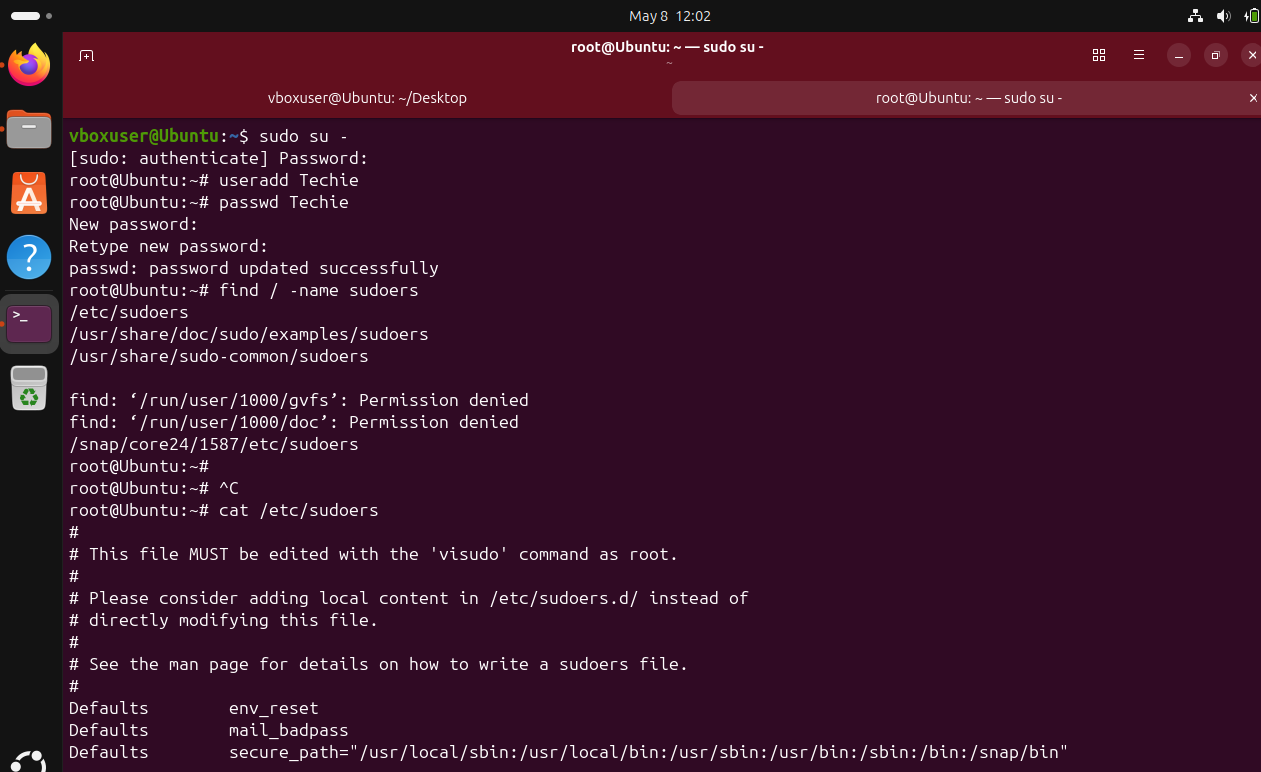 May 8 12:02
root@Ubuntu: ~ — sudo su -
~
vboxuser@Ubuntu: ~/Desktop
root@Ubuntu: ~ — sudo su -
vboxuser@Ubuntu:~$ sudo su -
[sudo: authenticate] Password:
root@Ubuntu:~# useradd Techie
root@Ubuntu:~# passwd Techie
New password:
Retype new password:
passwd: password updated successfully
root@Ubuntu:~# find / -name sudoers
/etc/sudoers
/usr/share/doc/sudo/examples/sudoers
/usr/share/sudo-common/sudoers
find: ‘/run/user/1000/gvfs’: Permission denied
find: ‘/run/user/1000/doc’: Permission denied
/snap/core24/1587/etc/sudoers
root@Ubuntu:~#
root@Ubuntu:~# ^C
root@Ubuntu:~# cat /etc/sudoers
#
# This file MUST be edited with the 'visudo' command as root.
#
# Please consider adding local content in /etc/sudoers.d/ instead of
# directly modifying this file.
#
# See the man page for details on how to write a sudoers file.
#
Defaults        env_reset
Defaults        mail_badpass
Defaults        secure_path="/usr/local/sbin:/usr/local/bin:/usr/sbin:/usr/bin:/sbin:/bin:/snap/bin"